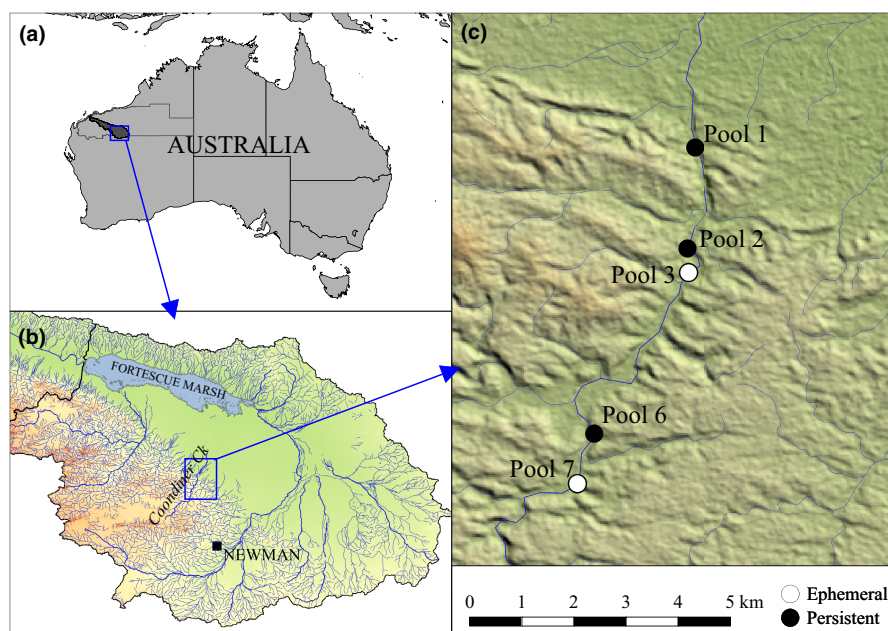 (a)
AUSTRALIA
(b)
FORTESCUE MARSH
Coondiner Ck
NEWMAN
(c)
Pool 1
Pool 2
Pool 3
Pool 6
Pool 7
0 1 2 3 4 5 km
Ephemeral
Persistent